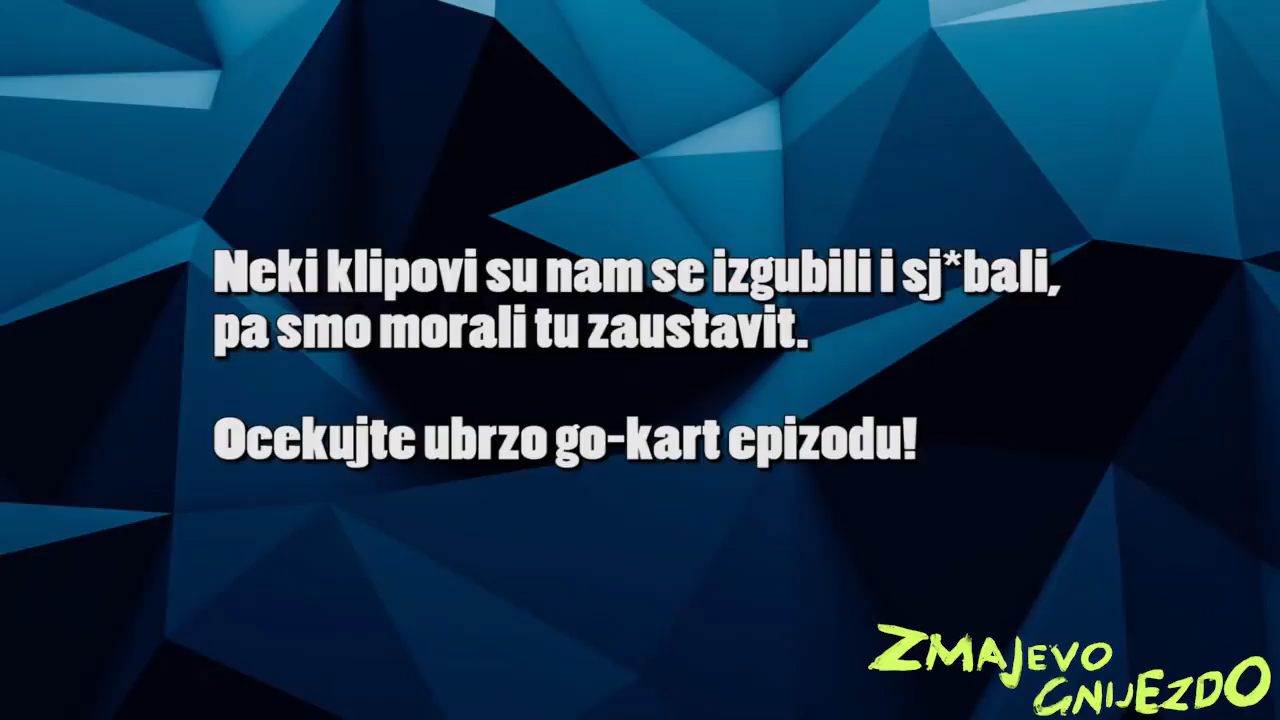 Neki klipovi su nam se izgubili i sj*bali,
pa smo morali tu zaustavit.
Ocekujte ubrzo go-kart epizodu!
ZMAJEVO
GNIJEZDO